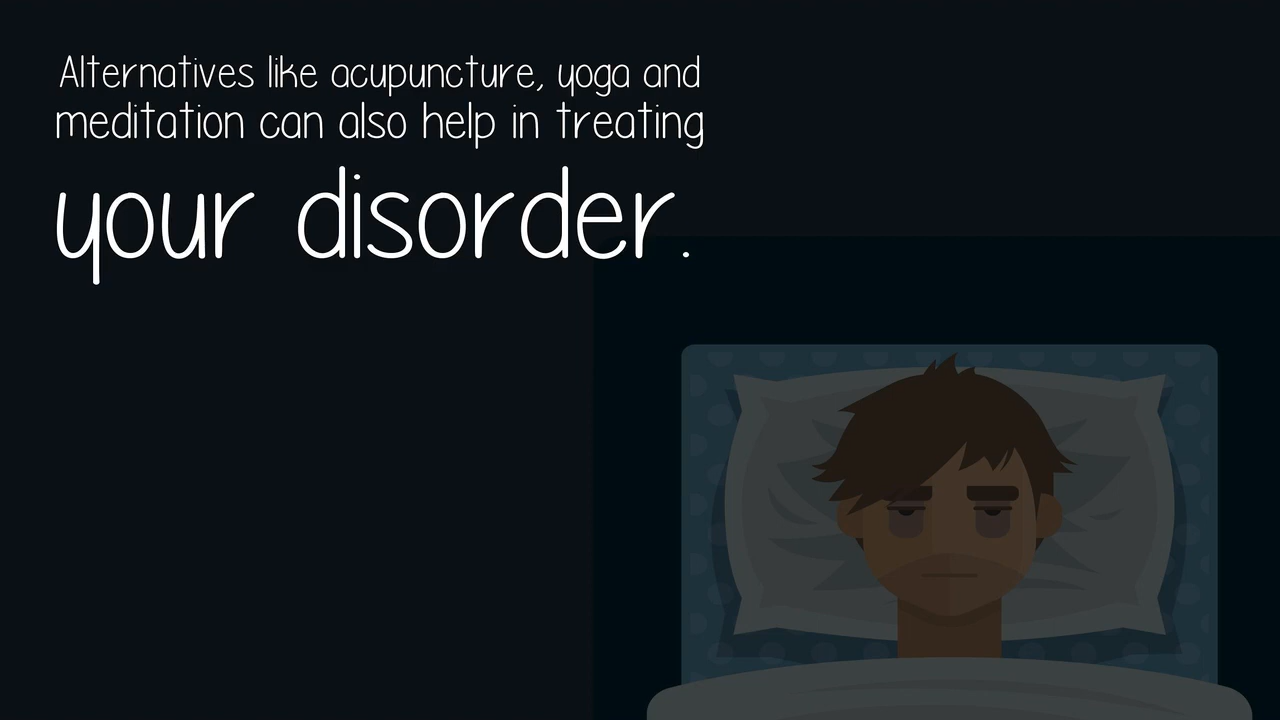 Alternatives like acupuncture, yoga and
meditation can also help in treating
your disorder.